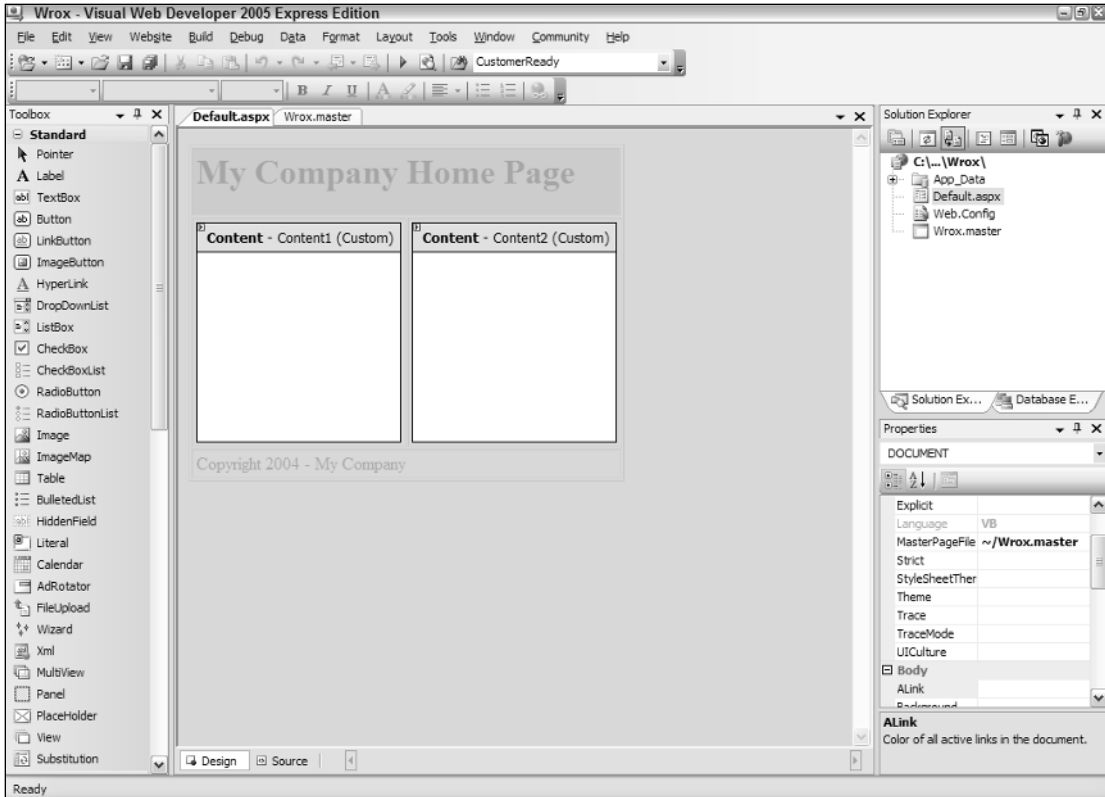 Wrox - Visual Web Developer 2005 Express Edition
File Edit View Website Build Debug Data Format Layout Tools Window Community Help
CustomerReady
B I U A
Toolbox
Standard
Pointer
A Label
abl TextBox
ab Button
ab LinkButton
ImageButton
A HyperLink
DropDownList
ListBox
CheckBox
CheckBoxList
RadioButton
RadioButtonList
Image
ImageMap
Table
BulletedList
abl HiddenField
Literal
Calendar
AdRotator
FileUpload
Wizard
Xml
MultiView
Panel
PlaceHolder
View
Substitution
Default.aspx Wrox.master
My Company Home Page
Content - Content1 (Custom) Content - Content2 (Custom)
Copyright 2004 - My Company
Design Source
Solution Explorer
C:\...\Wrox\
App_Data
Default.aspx
Web.Config
Wrox.master
Solution Ex... Database E...
Properties
DOCUMENT
Explicit
Language VB
MasterPageFile ~/Wrox.master
Strict
StyleSheetTher
Theme
Trace
TraceMode
UICulture
Body
ALink
Background
ALink
Color of all active links in the document.
Ready